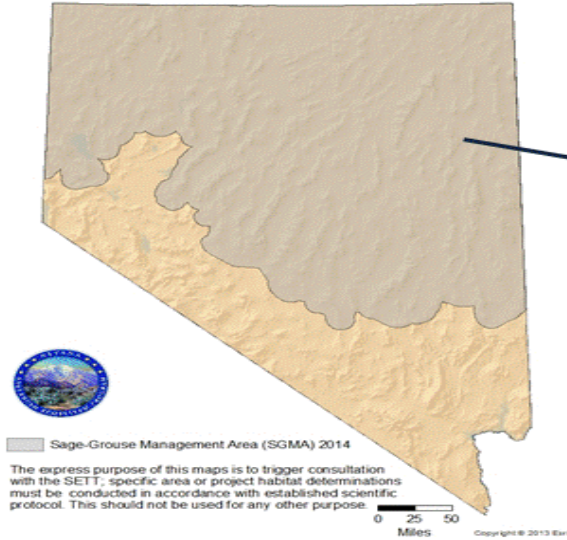 Sage-Grouse Management Area (SGMA) 2014
The express purpose of this maps is to trigger consultation
with the SETT; specific area or project habitat determinations
must be conducted in accordance with established scientific
protocol. This should not be used for any other purpose.
0 25 50
Miles
Copyright © 2013 Esri